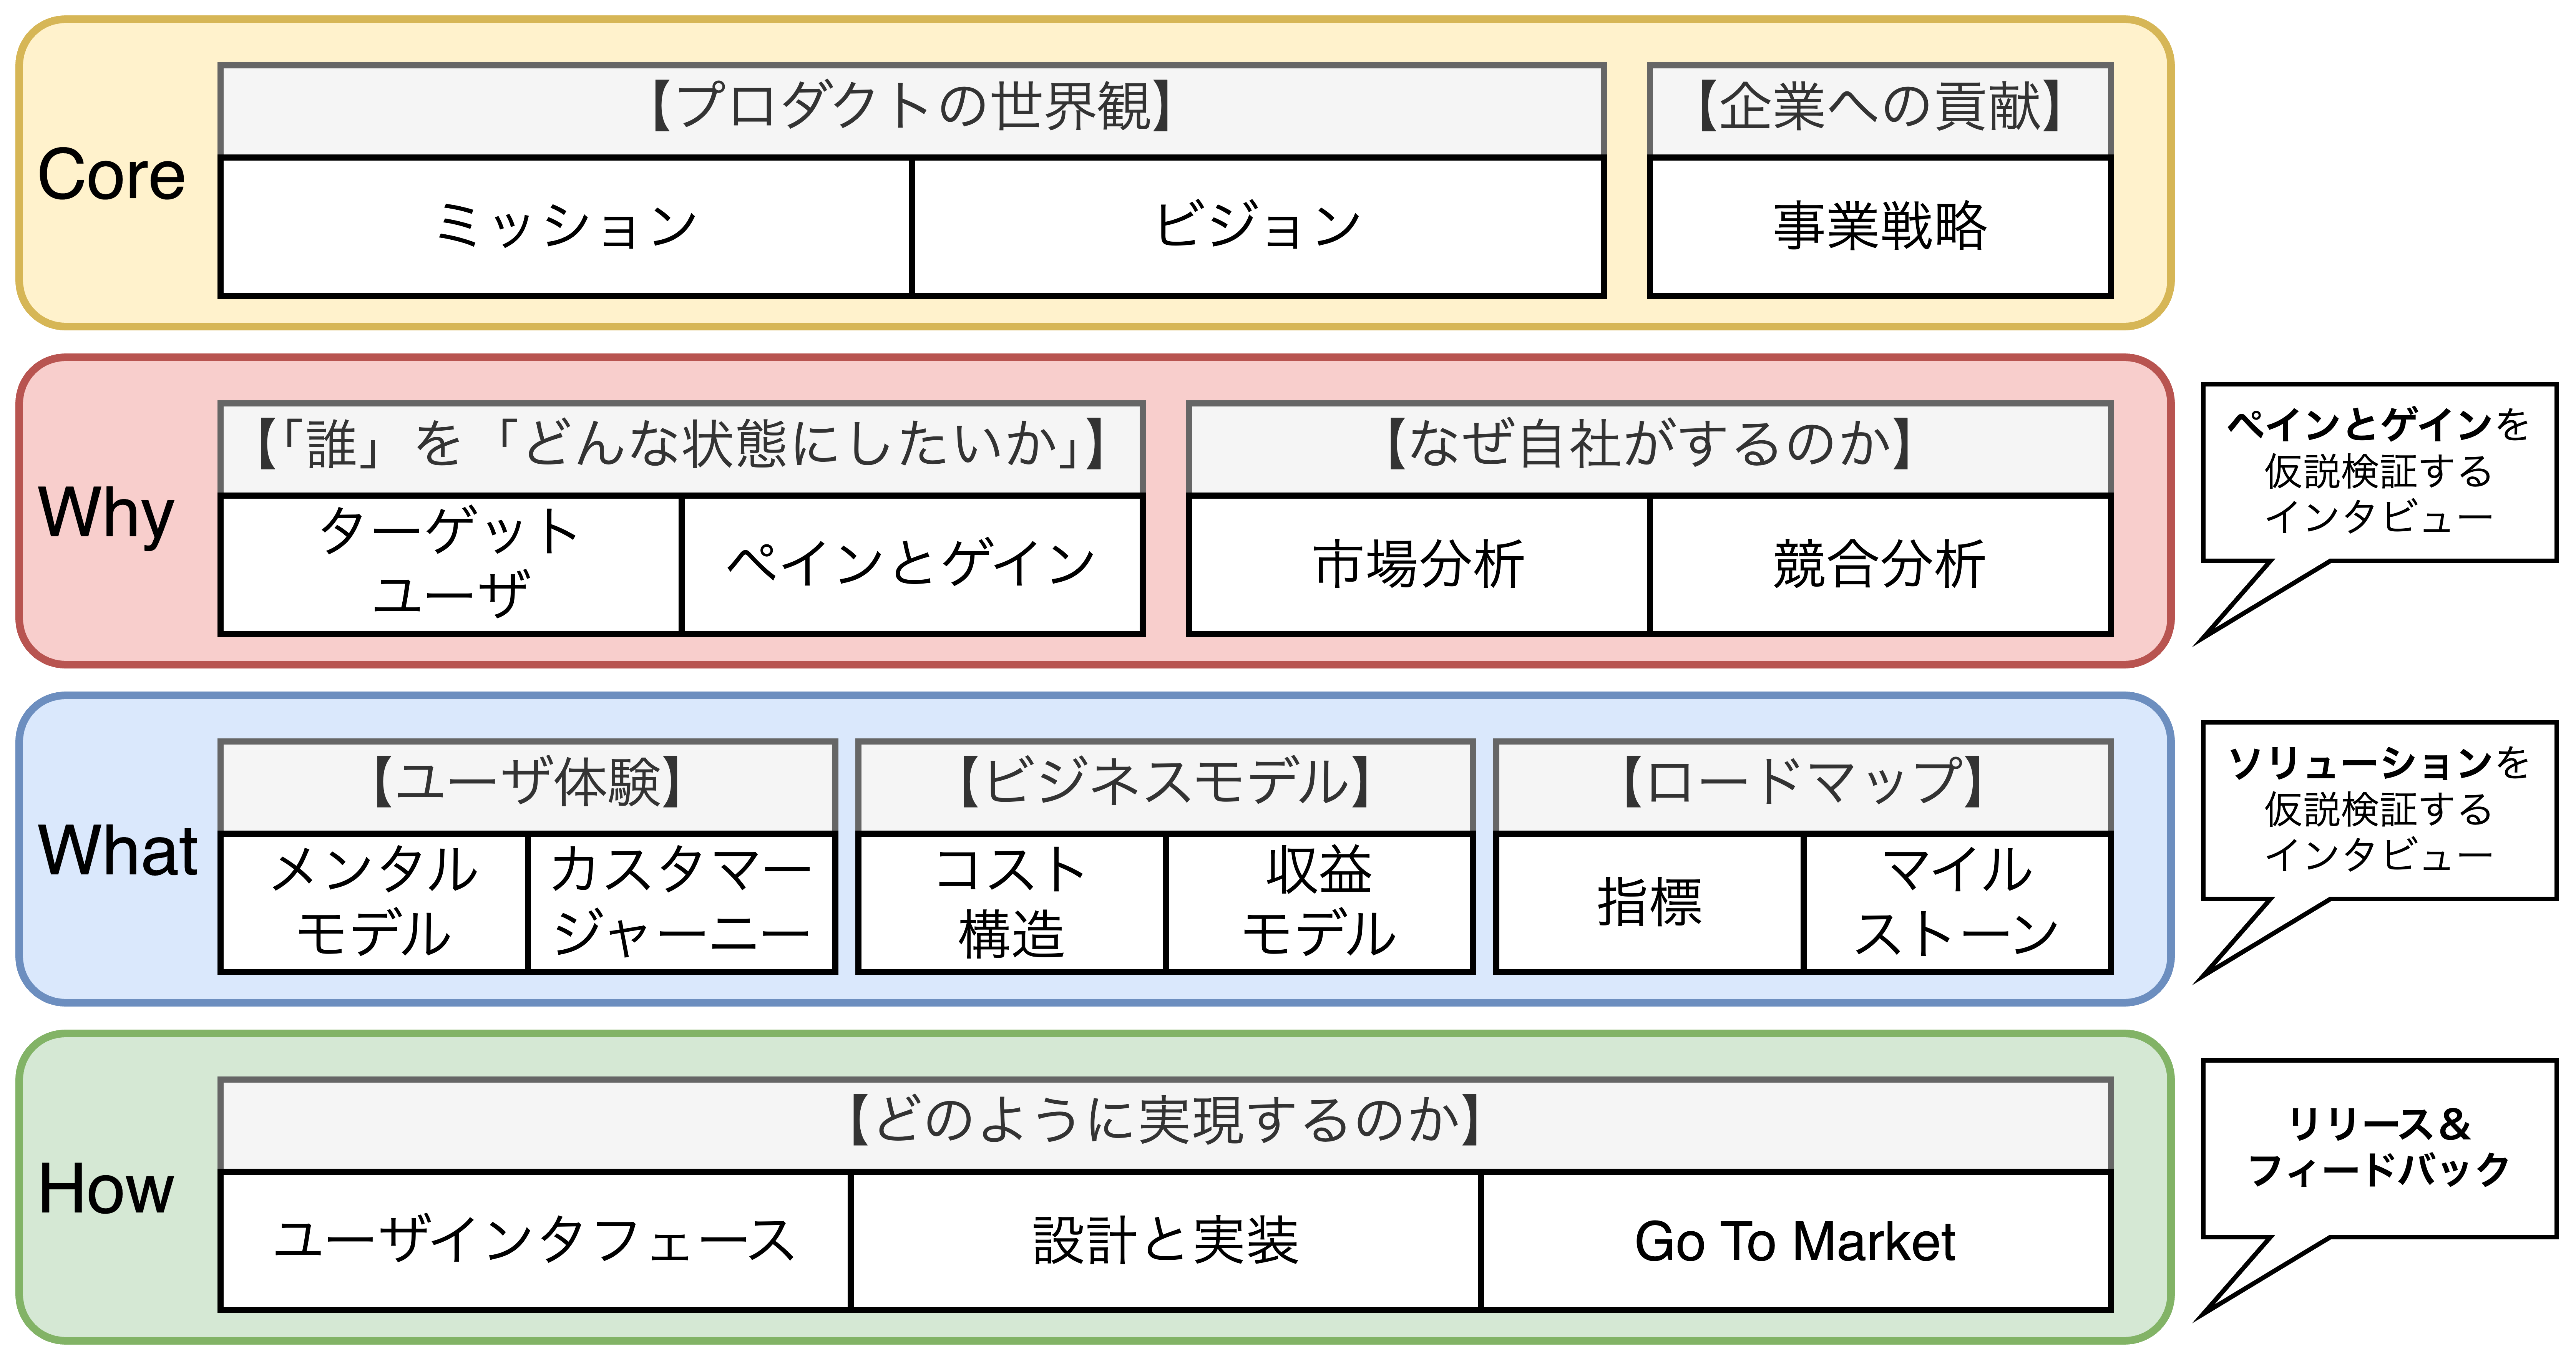 Core
【プロダクトの世界観】
【企業への貢献】
ミッション
ビジョン
事業戦略
Why
【「誰」を「どんな状態にしたいか」】
【なぜ自社がするのか】
ターゲット
ユーザ
ペインとゲイン
市場分析
競合分析
ペインとゲインを
仮説検証する
インタビュー
What
【ユーザ体験】
【ビジネスモデル】
【ロードマップ】
メンタル
モデル
カスタマー
ジャーニー
コスト
構造
収益
モデル
指標
マイル
ストーン
ソリューションを
仮説検証する
インタビュー
How
【どのように実現するのか】
ユーザインタフェース
設計と実装
Go To Market
リリース＆
フィードバック